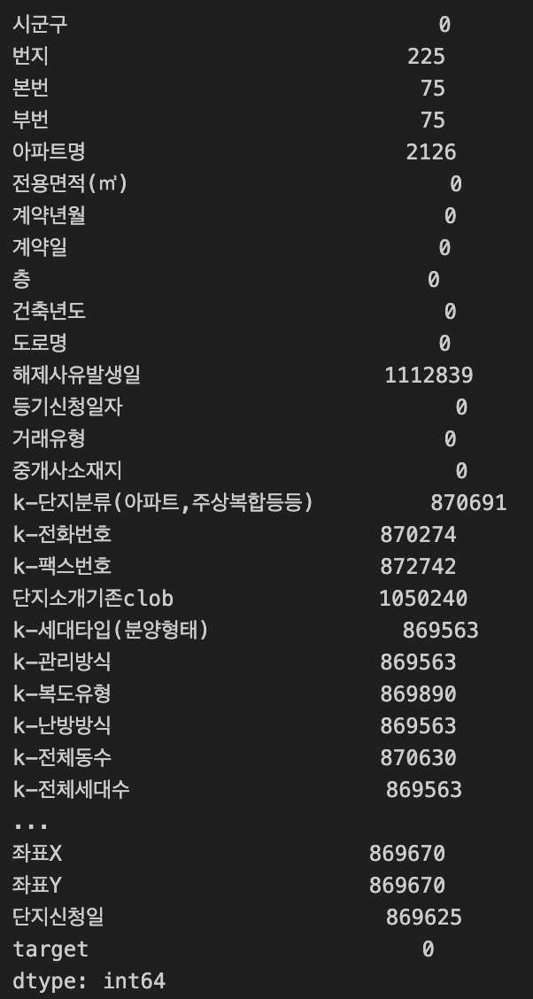 시군구 0
번지 225
본번 75
부번 75
아파트명 2126
전용면적(㎡) 0
계약년월 0
계약일 0
층 0
건축년도 0
도로명 0
해제사유발생일 1112839
등기신청일자 0
거래유형 0
중개사소재지 0
k-단지분류(아파트,주상복합등등) 870691
k-전화번호 870274
k-팩스번호 872742
단지소개기존clob 1050240
k-세대타입(분양형태) 869563
k-관리방식 869563
k-복도유형 869890
k-난방방식 869563
k-전체동수 870630
k-전체세대수 869563
...
좌표X 869670
좌표Y 869670
단지신청일 869625
target 0
dtype: int64